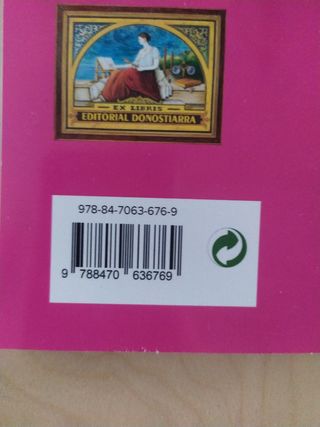 EX LIBRIS
EDITORIAL DONOSTIARRA
978-84-7063-676-9
9 788470 636769